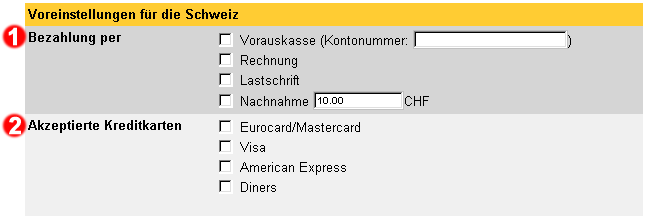 Voreinstellungen für die Schweiz
1 Bezahlung per Vorauskasse (Kontonummer: )
Rechnung
Lastschrift
Nachnahme 10.00 CHF
2 Akzeptierte Kreditkarten Eurocard/Mastercard
Visa
American Express
Diners